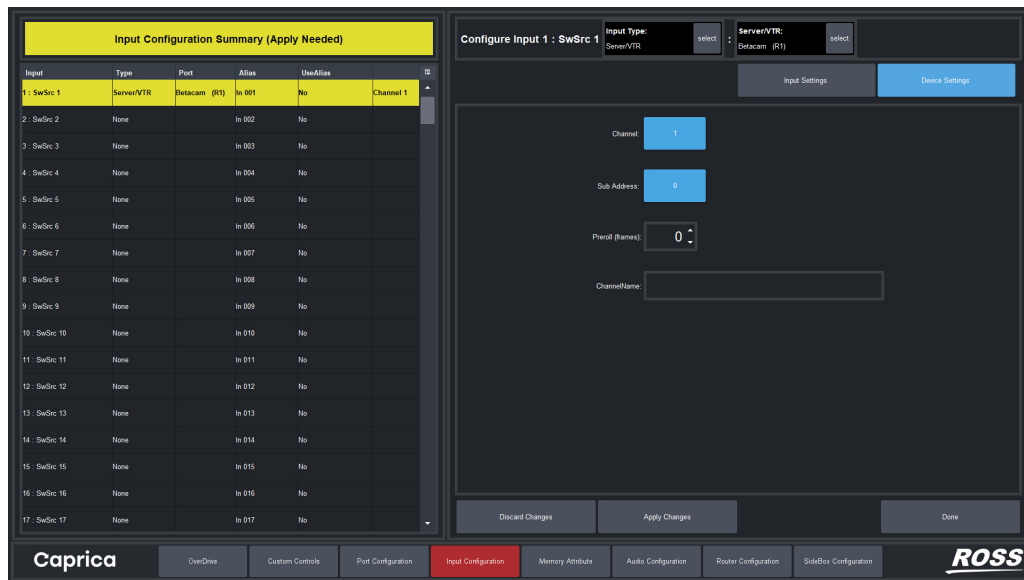 Input Configuration Summary (Apply Needed)
Input Type Port Alias UseAlias
1 : SwSrc 1 Server/VTR Betacam (R1) In 001 No Channel 1
2 : SwSrc 2 None In 002 No
3 : SwSrc 3 None In 003 No
4 : SwSrc 4 None In 004 No
5 : SwSrc 5 None In 005 No
6 : SwSrc 6 None In 006 No
7 : SwSrc 7 None In 007 No
8 : SwSrc 8 None In 008 No
9 : SwSrc 9 None In 009 No
10 : SwSrc 10 None In 010 No
11 : SwSrc 11 None In 011 No
12 : SwSrc 12 None In 012 No
13 : SwSrc 13 None In 013 No
14 : SwSrc 14 None In 014 No
15 : SwSrc 15 None In 015 No
16 : SwSrc 16 None In 016 No
17 : SwSrc 17 None In 017 No
Configure Input 1 : SwSrc 1
Input Type:
Server/VTR
select
:
Server/VTR:
Betacam (R1)
select
Input Settings Device Settings
Channel: 1
Sub Address: 0
Preroll (frames): 0
ChannelName:
Discard Changes Apply Changes Done
Caprica OverDrive Custom Controls Port Configuration Input Configuration Memory Attribute Audio Configuration Router Configuration SideBox Configuration ROSS